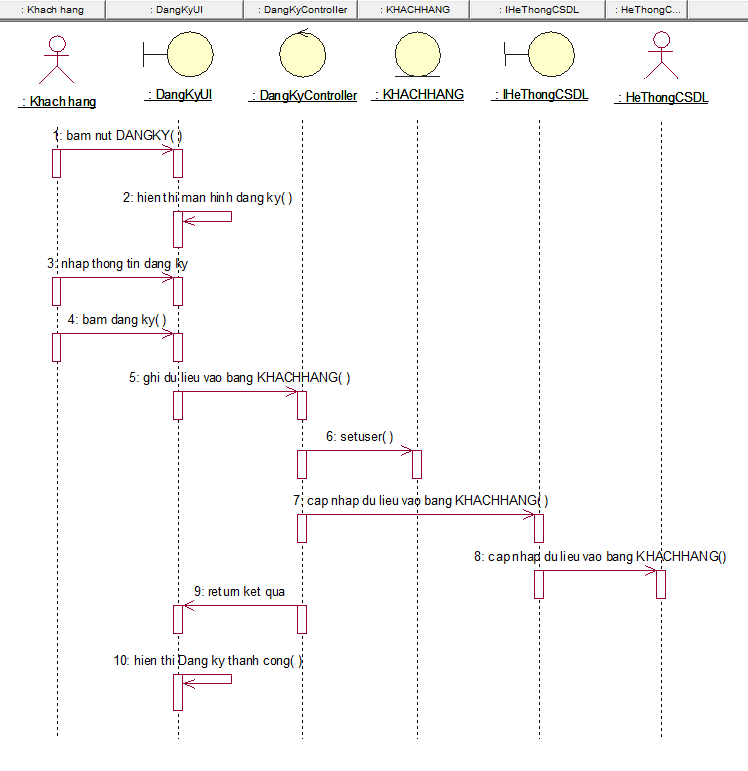 : Khach hang
: DangKyUI
: DangKyController
: KHACHHANG
: IHeThongCSDL
: HeThongC...
: Khach hang
: DangKyUI
: DangKyController
: KHACHHANG
: IHeThongCSDL
: HeThongCSDL
1: bam nut DANGKY( )
2: hien thi man hinh dang ky( )
3: nhap thong tin dang ky
4: bam dang ky( )
5: ghi du lieu vao bang KHACHHANG( )
6: setuser( )
7: cap nhap du lieu vao bang KHACHHANG( )
8: cap nhap du lieu vao bang KHACHHANG()
9: return ket qua
10: hien thi Dang ky thanh cong( )